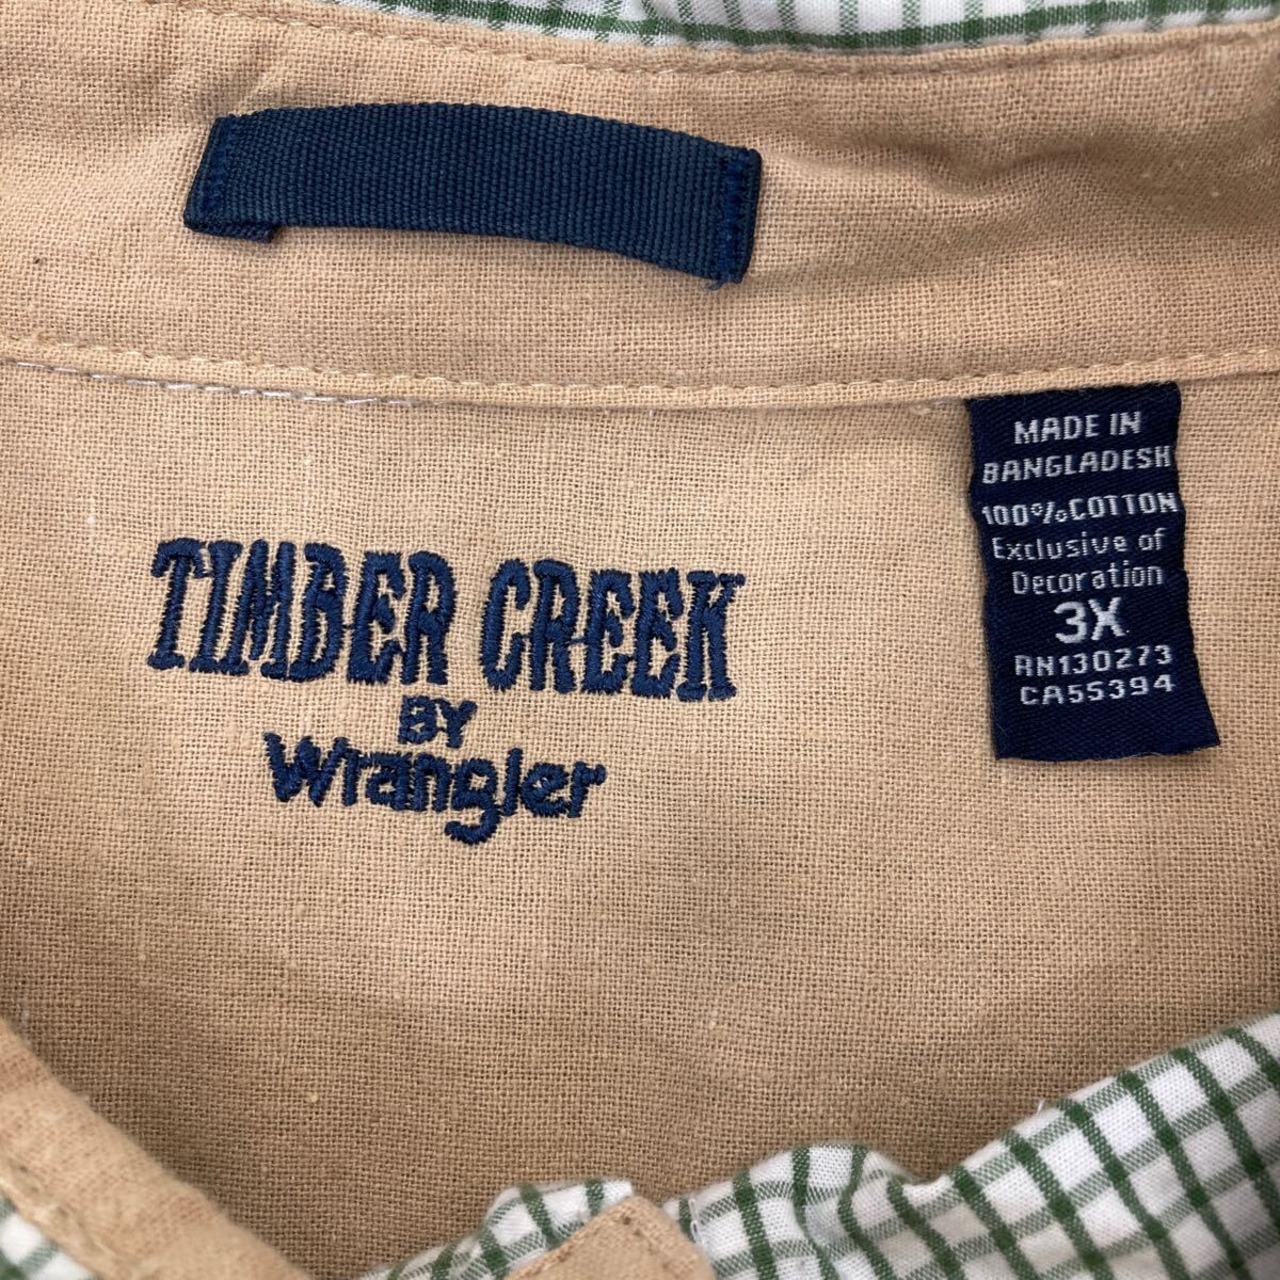 TIMBER CREEK
BY
Wrangler
MADE IN
BANGLADESH
100% COTTON
Exclusive of
Decoration
3X
RN130273
CA55394